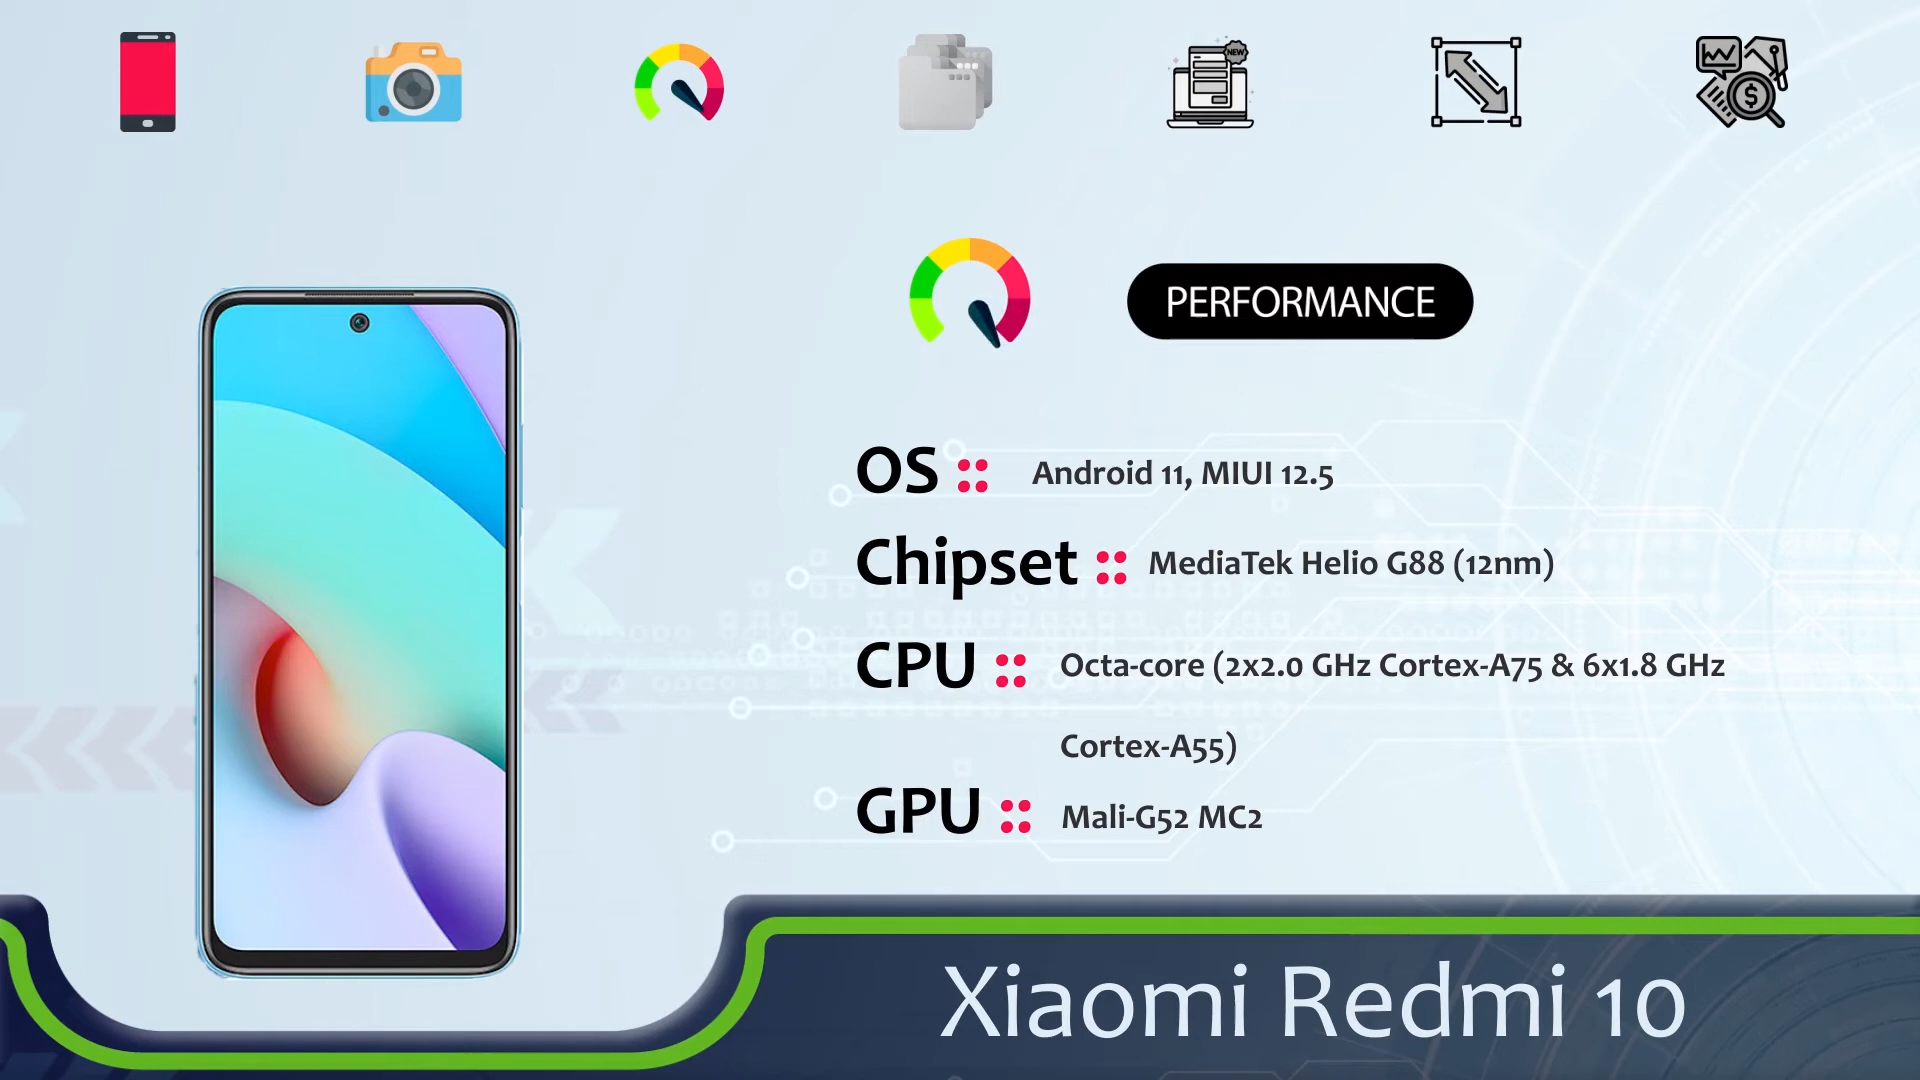 NEW
$
PERFORMANCE
OS :: Android 11, MIUI 12.5
Chipset :: MediaTek Helio G88 (12nm)
CPU :: Octa-core (2x2.0 GHz Cortex-A75 & 6x1.8 GHz
Cortex-A55)
GPU :: Mali-G52 MC2
Xiaomi Redmi 10